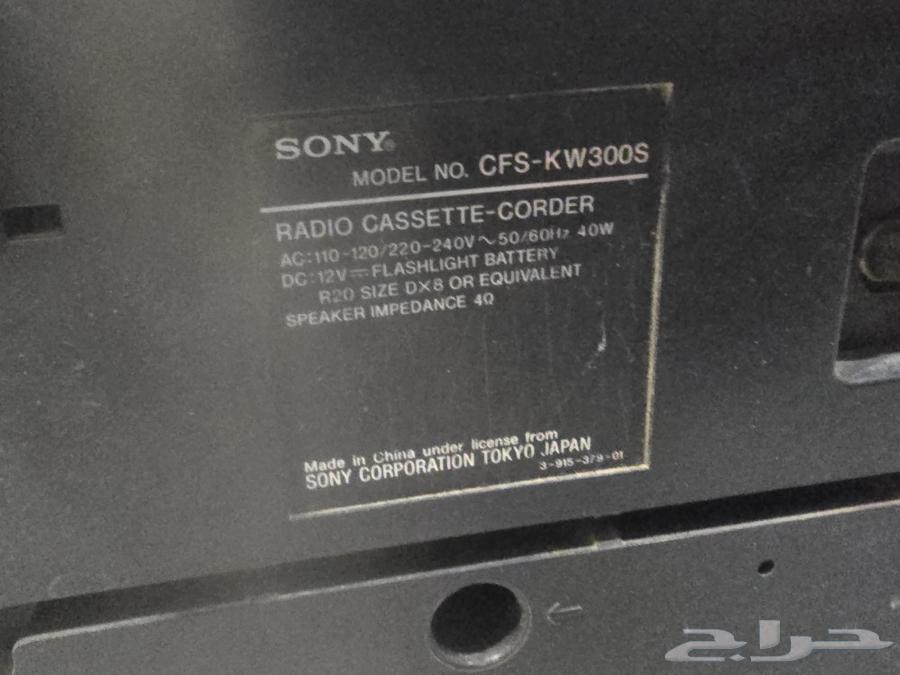 SONY®
MODEL NO. CFS-KW300S
RADIO CASSETTE-CORDER
AC:110-120/220-240V～50/60Hz 40W
DC:12V⎓FLASHLIGHT BATTERY
R20 SIZE DX8 OR EQUIVALENT
SPEAKER IMPEDANCE 4Ω
Made in China under license from
SONY CORPORATION TOKYO JAPAN
3-915-379-01
←
حراج